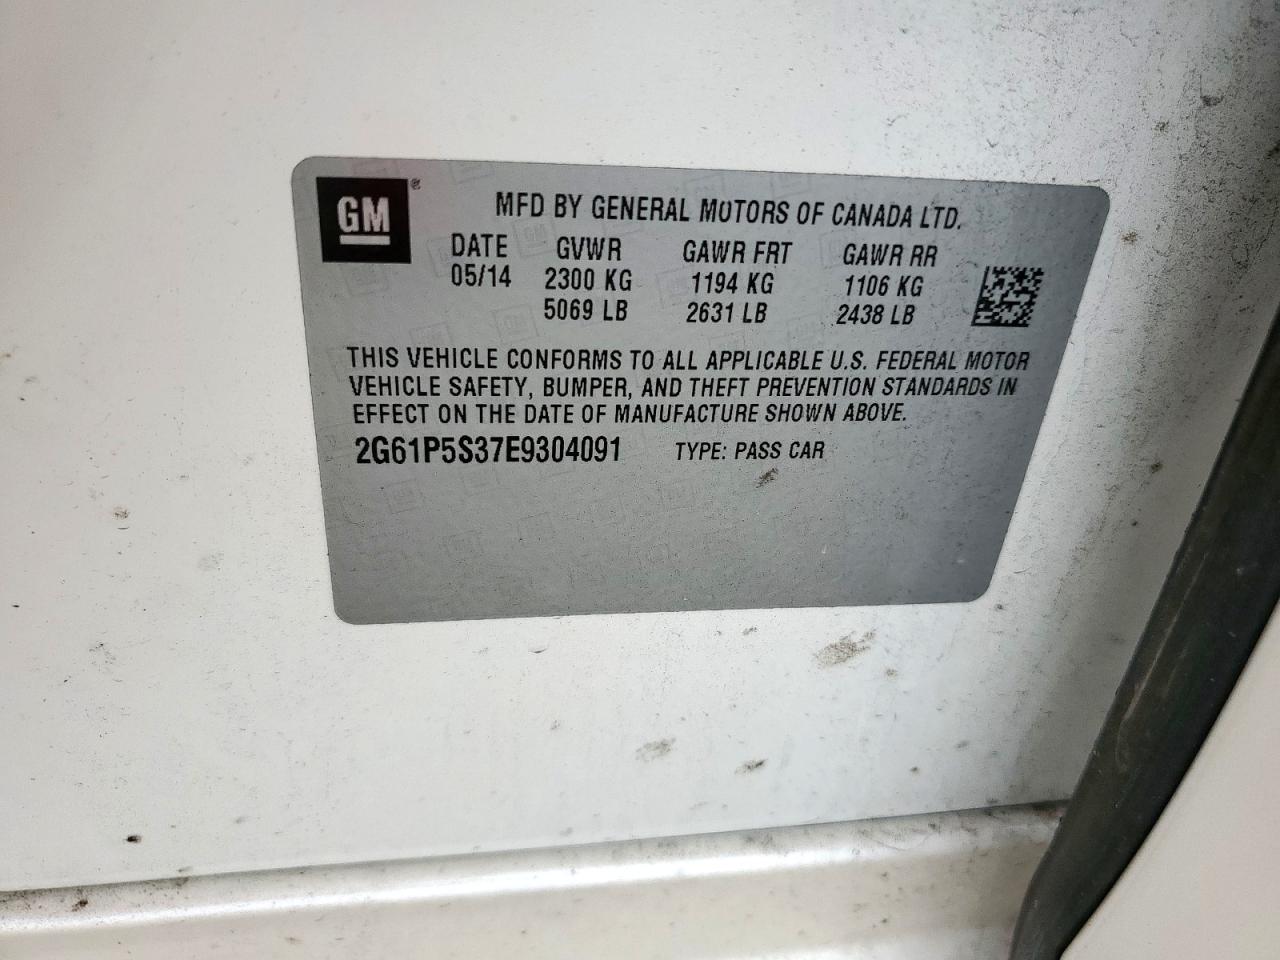 GM®
MFD BY GENERAL MOTORS OF CANADA LTD.
DATE GVWR GAWR FRT GAWR RR
05/14 2300 KG 1194 KG 1106 KG
5069 LB 2631 LB 2438 LB
THIS VEHICLE CONFORMS TO ALL APPLICABLE U.S. FEDERAL MOTOR
VEHICLE SAFETY, BUMPER, AND THEFT PREVENTION STANDARDS IN
EFFECT ON THE DATE OF MANUFACTURE SHOWN ABOVE.
2G61P5S37E9304091 TYPE: PASS CAR